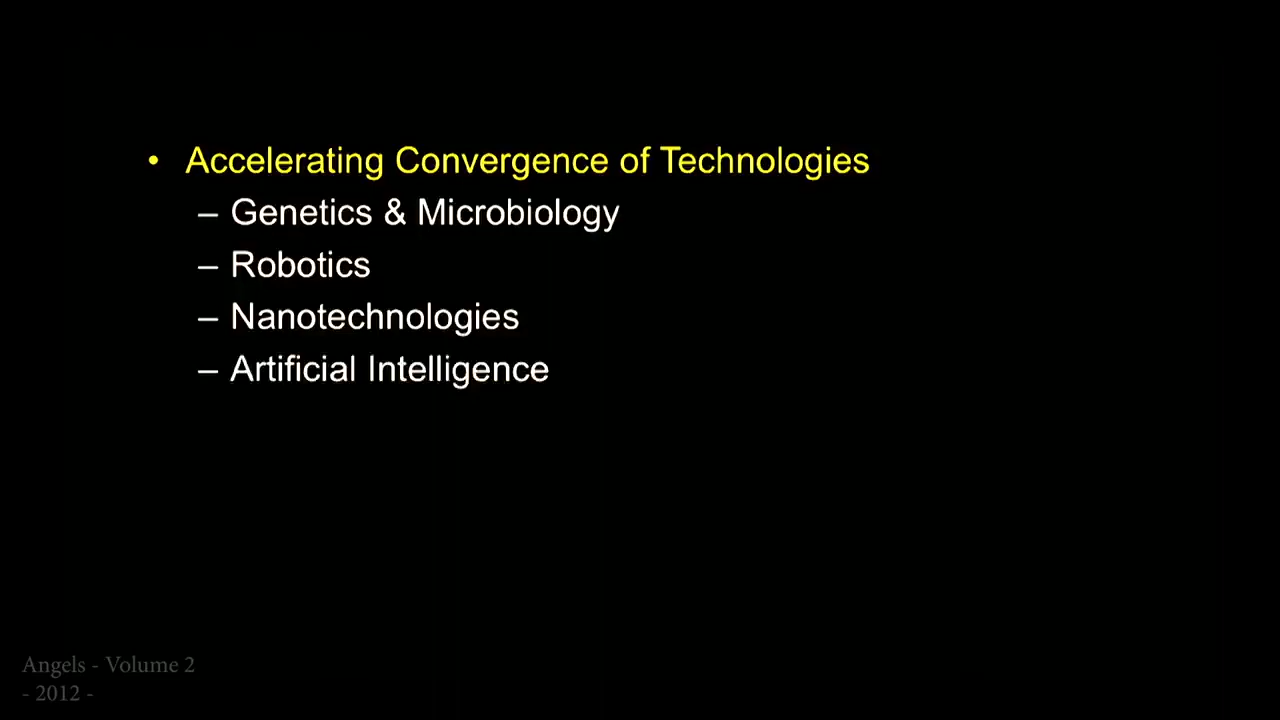 • Accelerating Convergence of Technologies
– Genetics & Microbiology
– Robotics
– Nanotechnologies
– Artificial Intelligence
Angels - Volume 2
- 2012 -